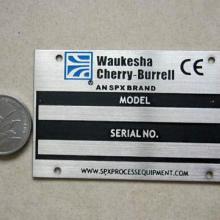 Waukesha
Cherry-Burrell
CE
AN SPX BRAND
MODEL
SERIAL NO.
WWW.SPXPROCESSEQUIPMENT.COM